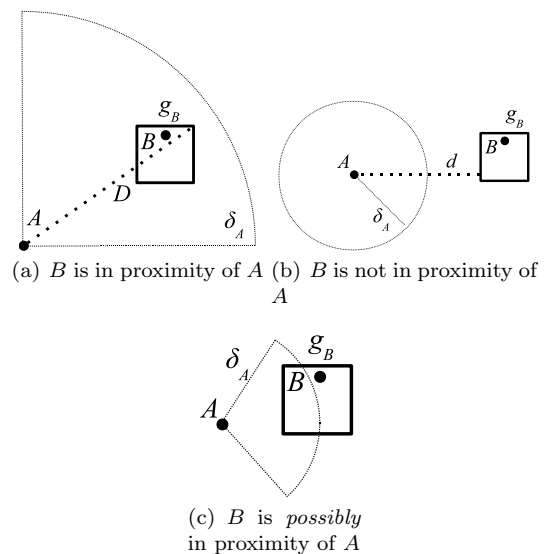 g_B
B
A
D
δ_A
(a) B is in proximity of A
g_B
B
A
d
δ_A
(b) B is not in proximity of
A
g_B
δ_A
B
A
(c) B is possibly
in proximity of A